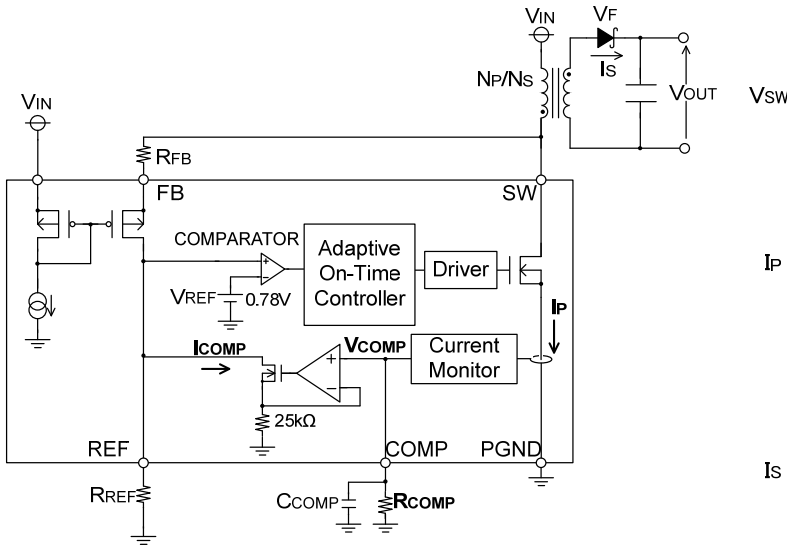 VIN
VF
NP/NS
IS
VOUT
VSW
VIN
RFB
FB
SW
COMPARATOR
Adaptive
On-Time
Controller
Driver
VREF
0.78V
IP
IP
ICOMP
VCOMP
Current
Monitor
25kΩ
REF
COMP
PGND
IS
RREF
CCOMP
RCOMP